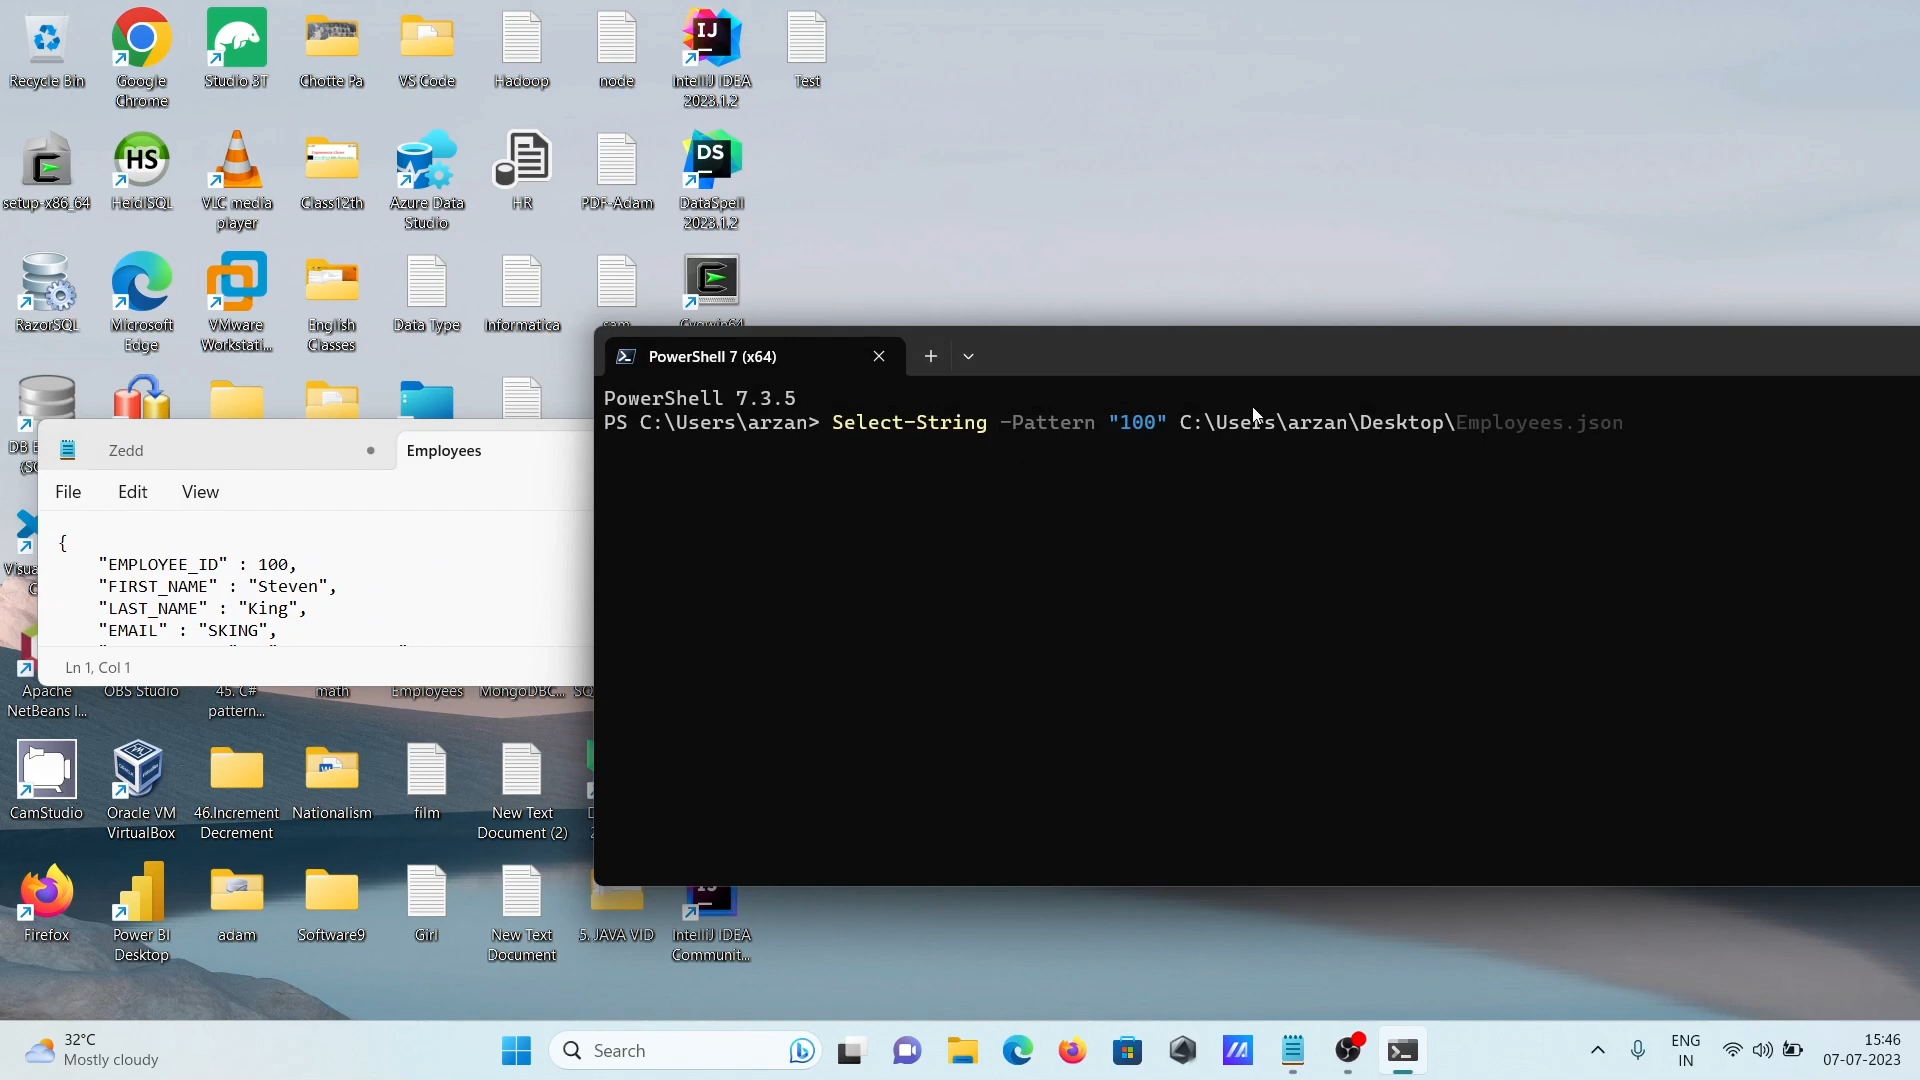 Recycle Bin
Google Chrome
Studio 3T
Chotte Pa
VS Code
Hadoop
node
IntelliJ IDEA 2023.1.2
Test
setup-x86_64
HeidiSQL
VLC media player
Class12th
Azure Data Studio
HR
PDF-Adam
DataSpell 2023.1.2
RazorSQL
Microsoft Edge
VMware Workstati...
English Classes
Data Type
Informatica
PowerShell 7 (x64)
PowerShell 7.3.5
PS C:\Users\arzan> Select-String -Pattern "100" C:\Users\arzan\Desktop\Employees.json
Zedd
Employees
File
Edit
View
{
"EMPLOYEE_ID" : 100,
"FIRST_NAME" : "Steven",
"LAST_NAME" : "King",
"EMAIL" : "SKING",
Ln 1, Col 1
Apache NetBeans I...
OBS Studio
45. C# pattern...
math
Employees
MongoDBC...
CamStudio
Oracle VM VirtualBox
46.Increment Decrement
Nationalism
film
New Text Document (2)
Firefox
Power BI Desktop
adam
Software9
Girl
New Text Document
5. JAVA VID
IntelliJ IDEA Communit...
32°C
Mostly cloudy
Search
ENG
IN
15:46
07-07-2023